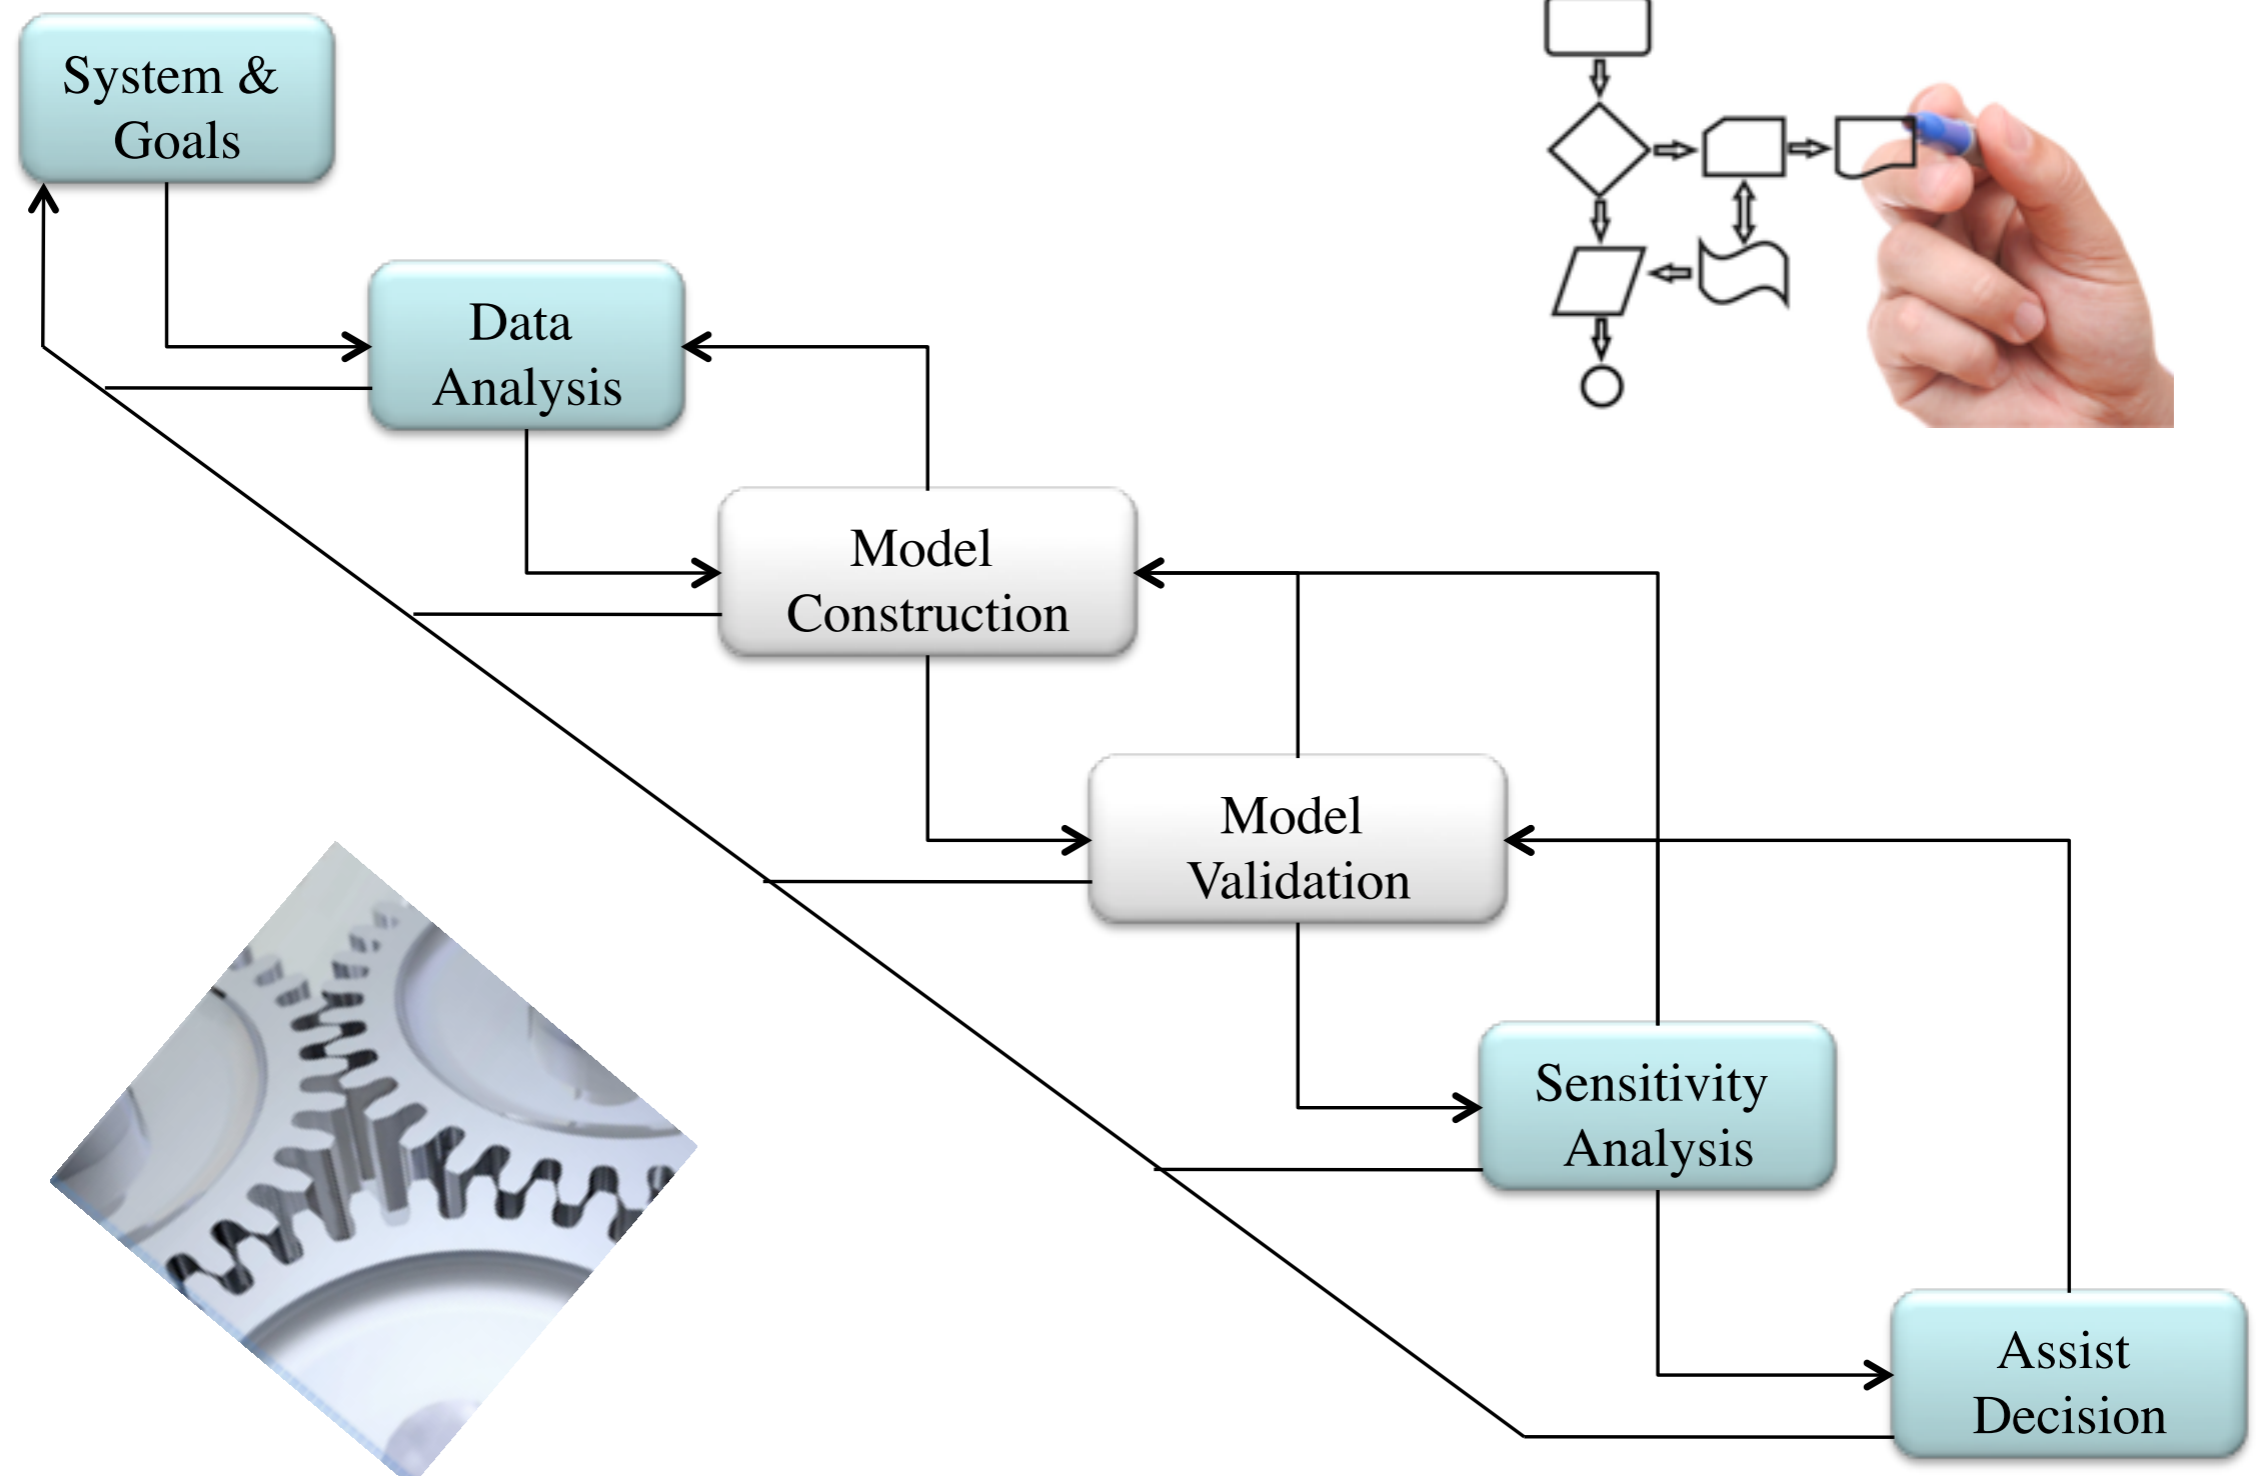 System &
Goals
Data
Analysis
Model
Construction
Model
Validation
Sensitivity
Analysis
Assist
Decision